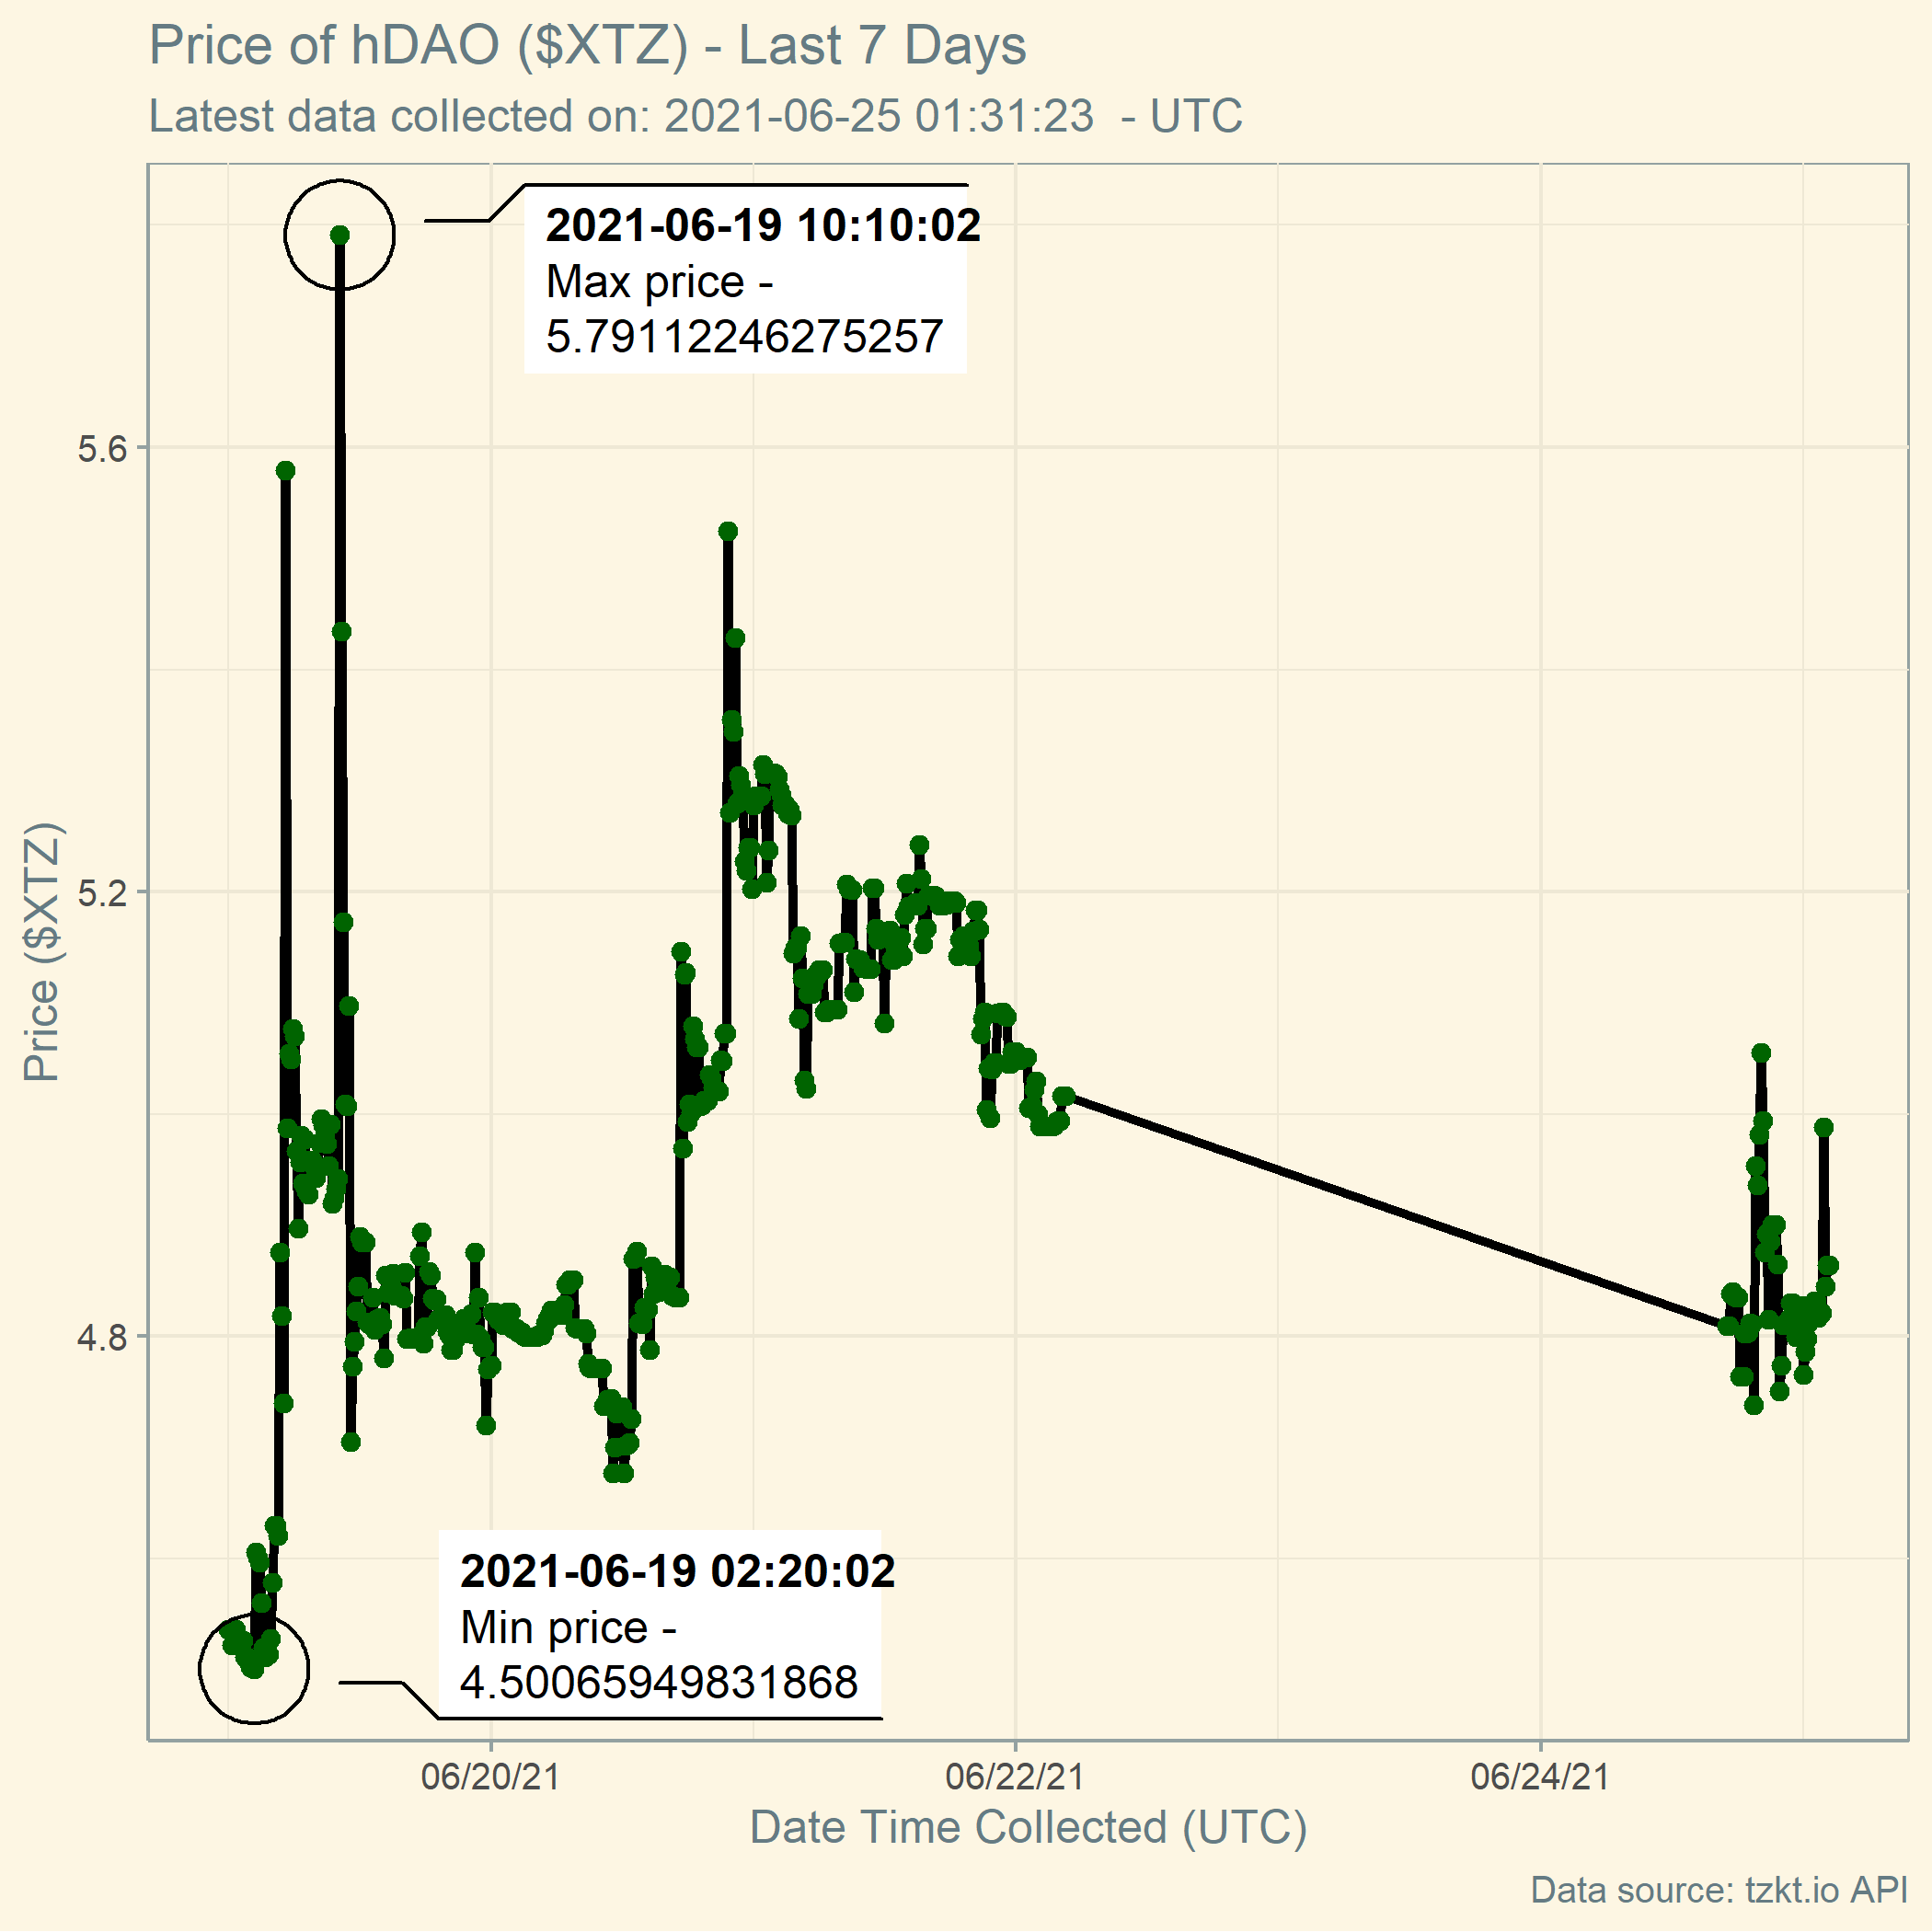 Price of hDAO ($XTZ) - Last 7 Days
Latest data collected on: 2021-06-25 01:31:23  - UTC
2021-06-19 10:10:02
Max price -
5.79112246275257
5.6
5.2
4.8
Price ($XTZ)
2021-06-19 02:20:02
Min price -
4.50065949831868
06/20/21
06/22/21
06/24/21
Date Time Collected (UTC)
Data source: tzkt.io API